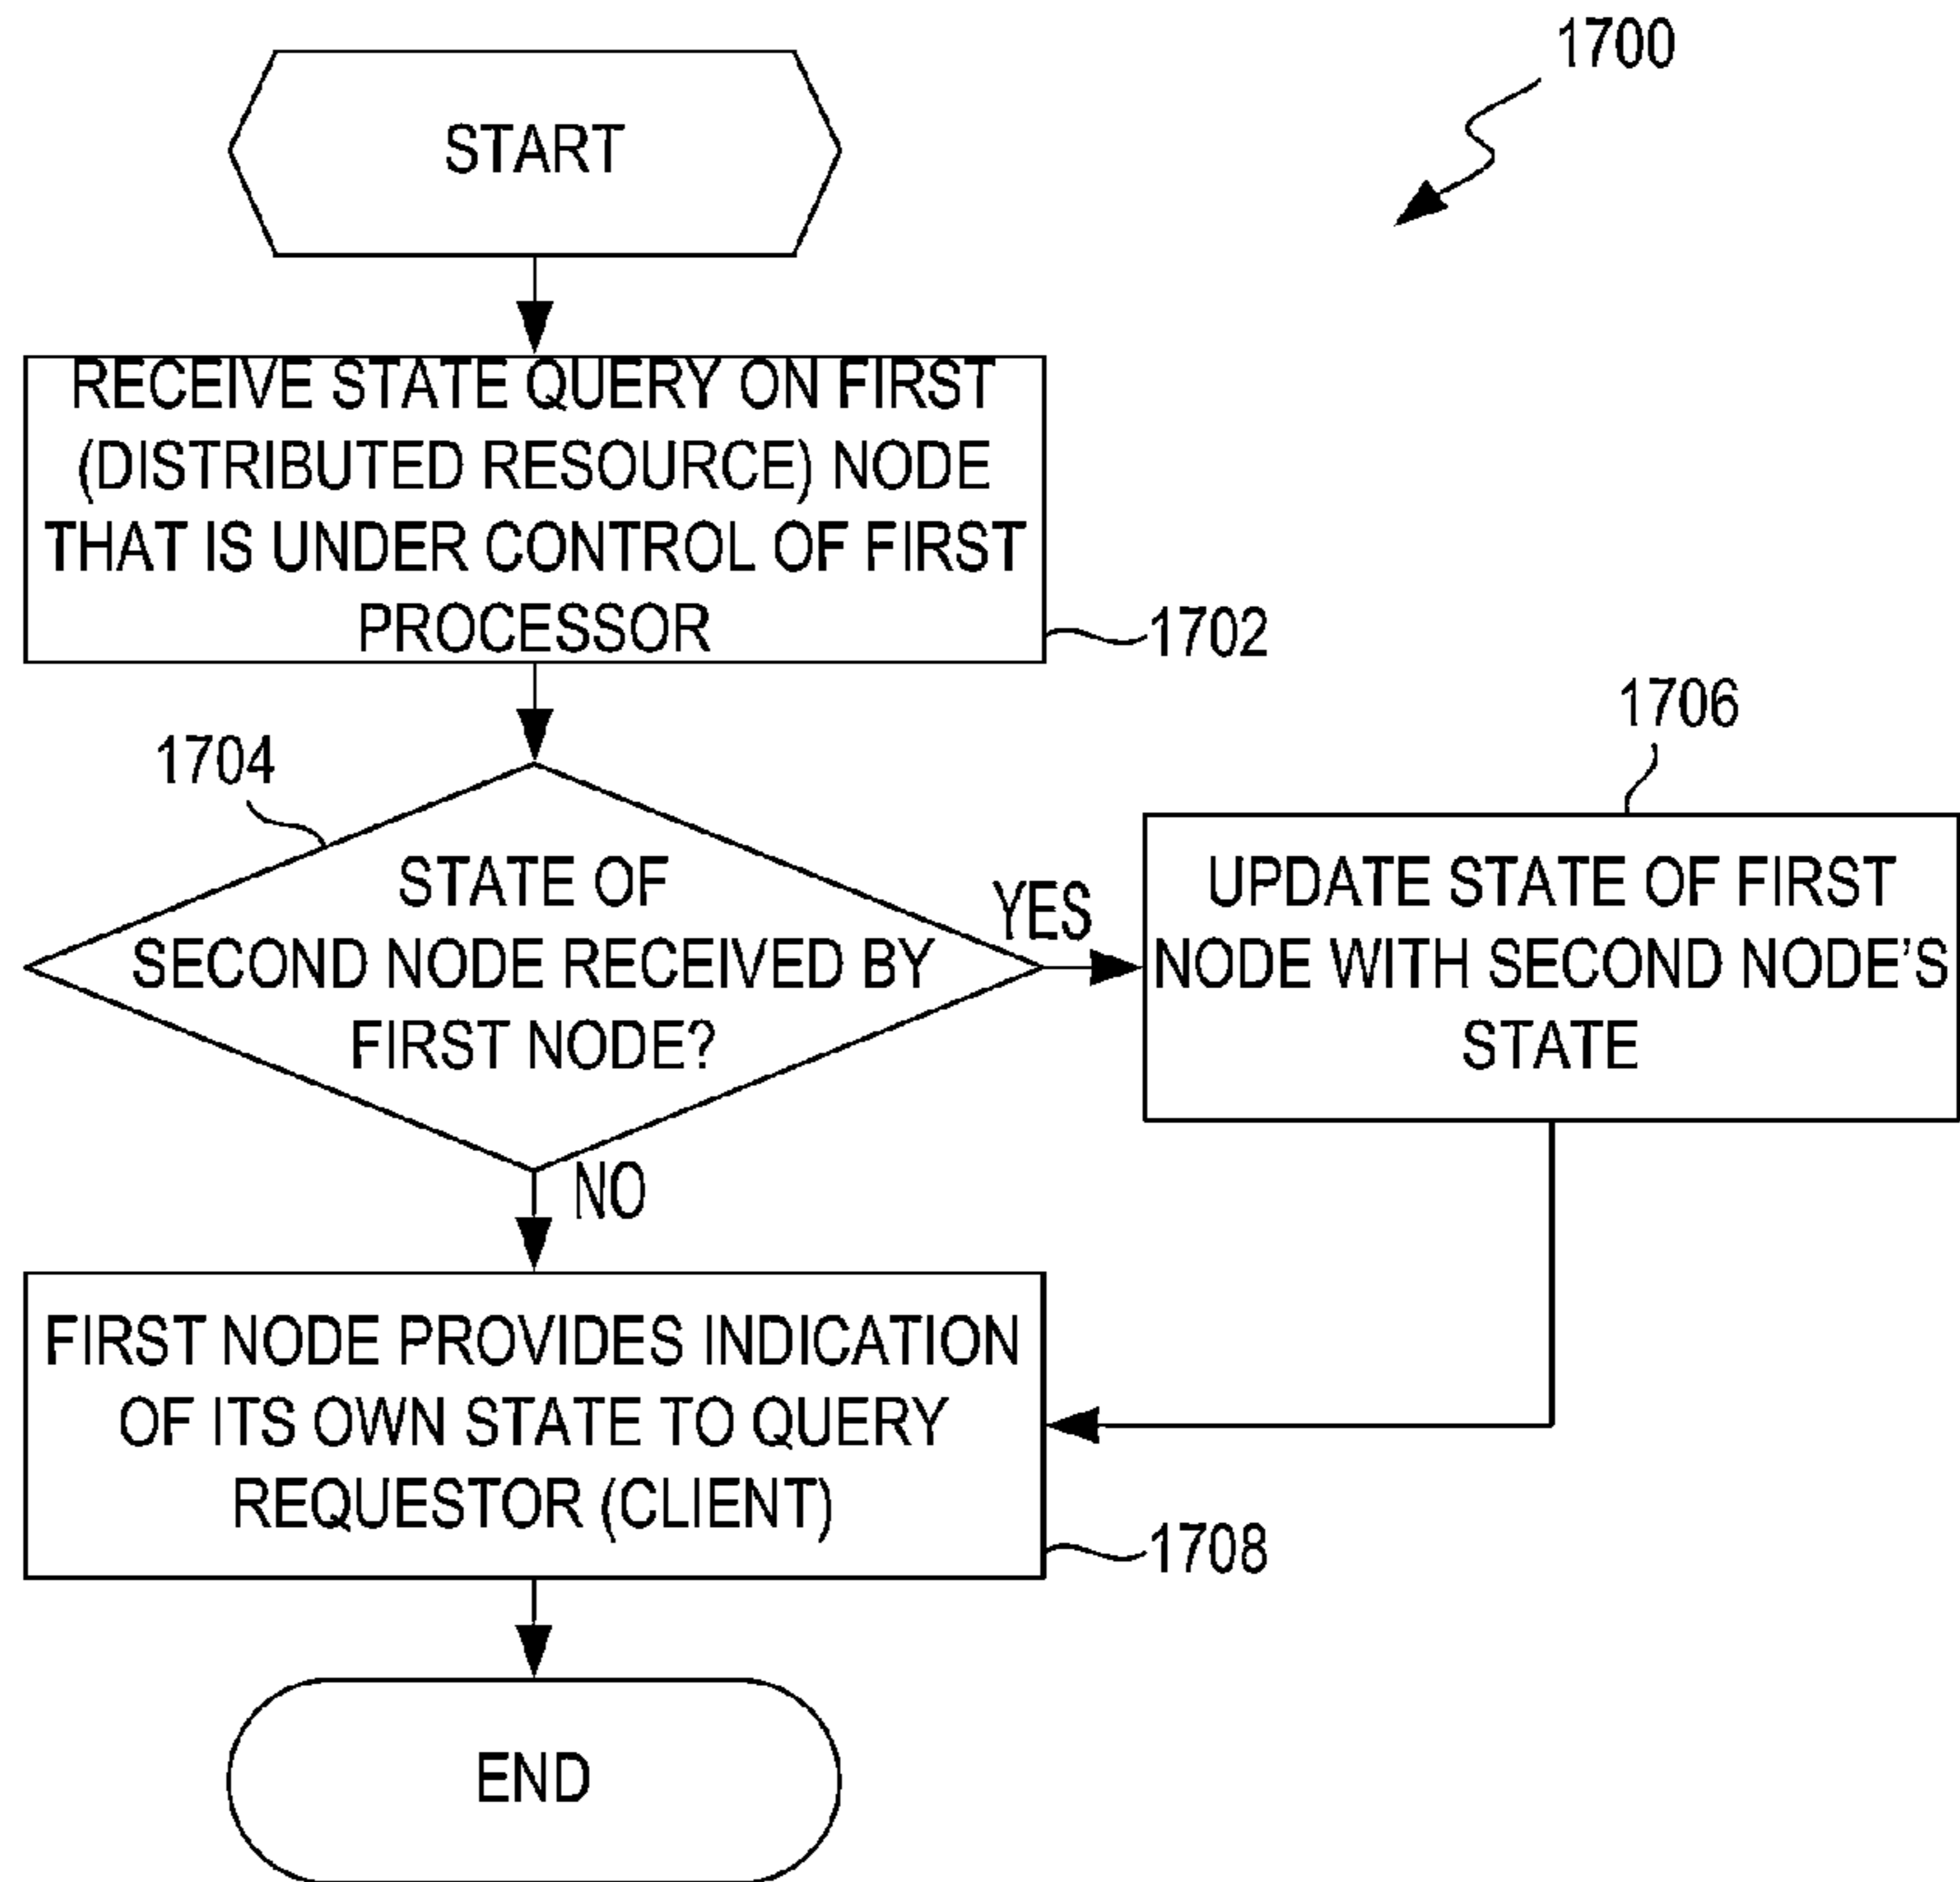 1700
START
RECEIVE STATE QUERY ON FIRST
(DISTRIBUTED RESOURCE) NODE
THAT IS UNDER CONTROL OF FIRST
PROCESSOR
1702
1704
STATE OF
SECOND NODE RECEIVED BY
FIRST NODE?
YES
NO
1706
UPDATE STATE OF FIRST
NODE WITH SECOND NODE'S
STATE
FIRST NODE PROVIDES INDICATION
OF ITS OWN STATE TO QUERY
REQUESTOR (CLIENT)
1708
END